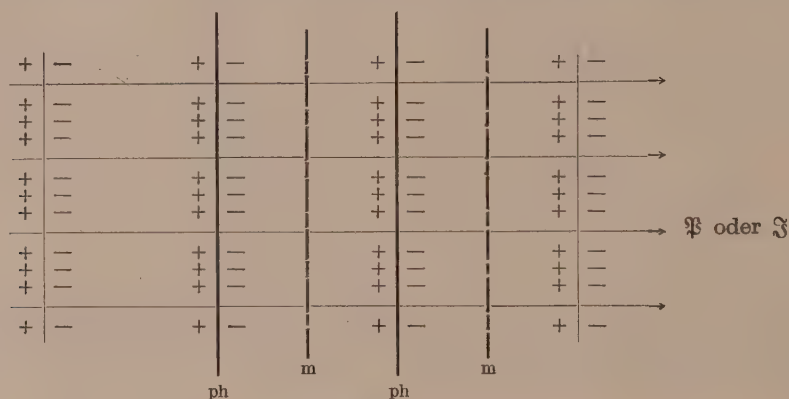 + − + − + − + −
+ − + − + − + −
+ − + − + − + −
+ − + − + − + −
+ − + − + − + −
+ − + − + − + −
+ − + − + − + −
𝔓 oder 𝔍
+ − + − + − + −
+ − + − + − + −
+ − + − + − + −
+ − + − + − + −
m m
ph ph